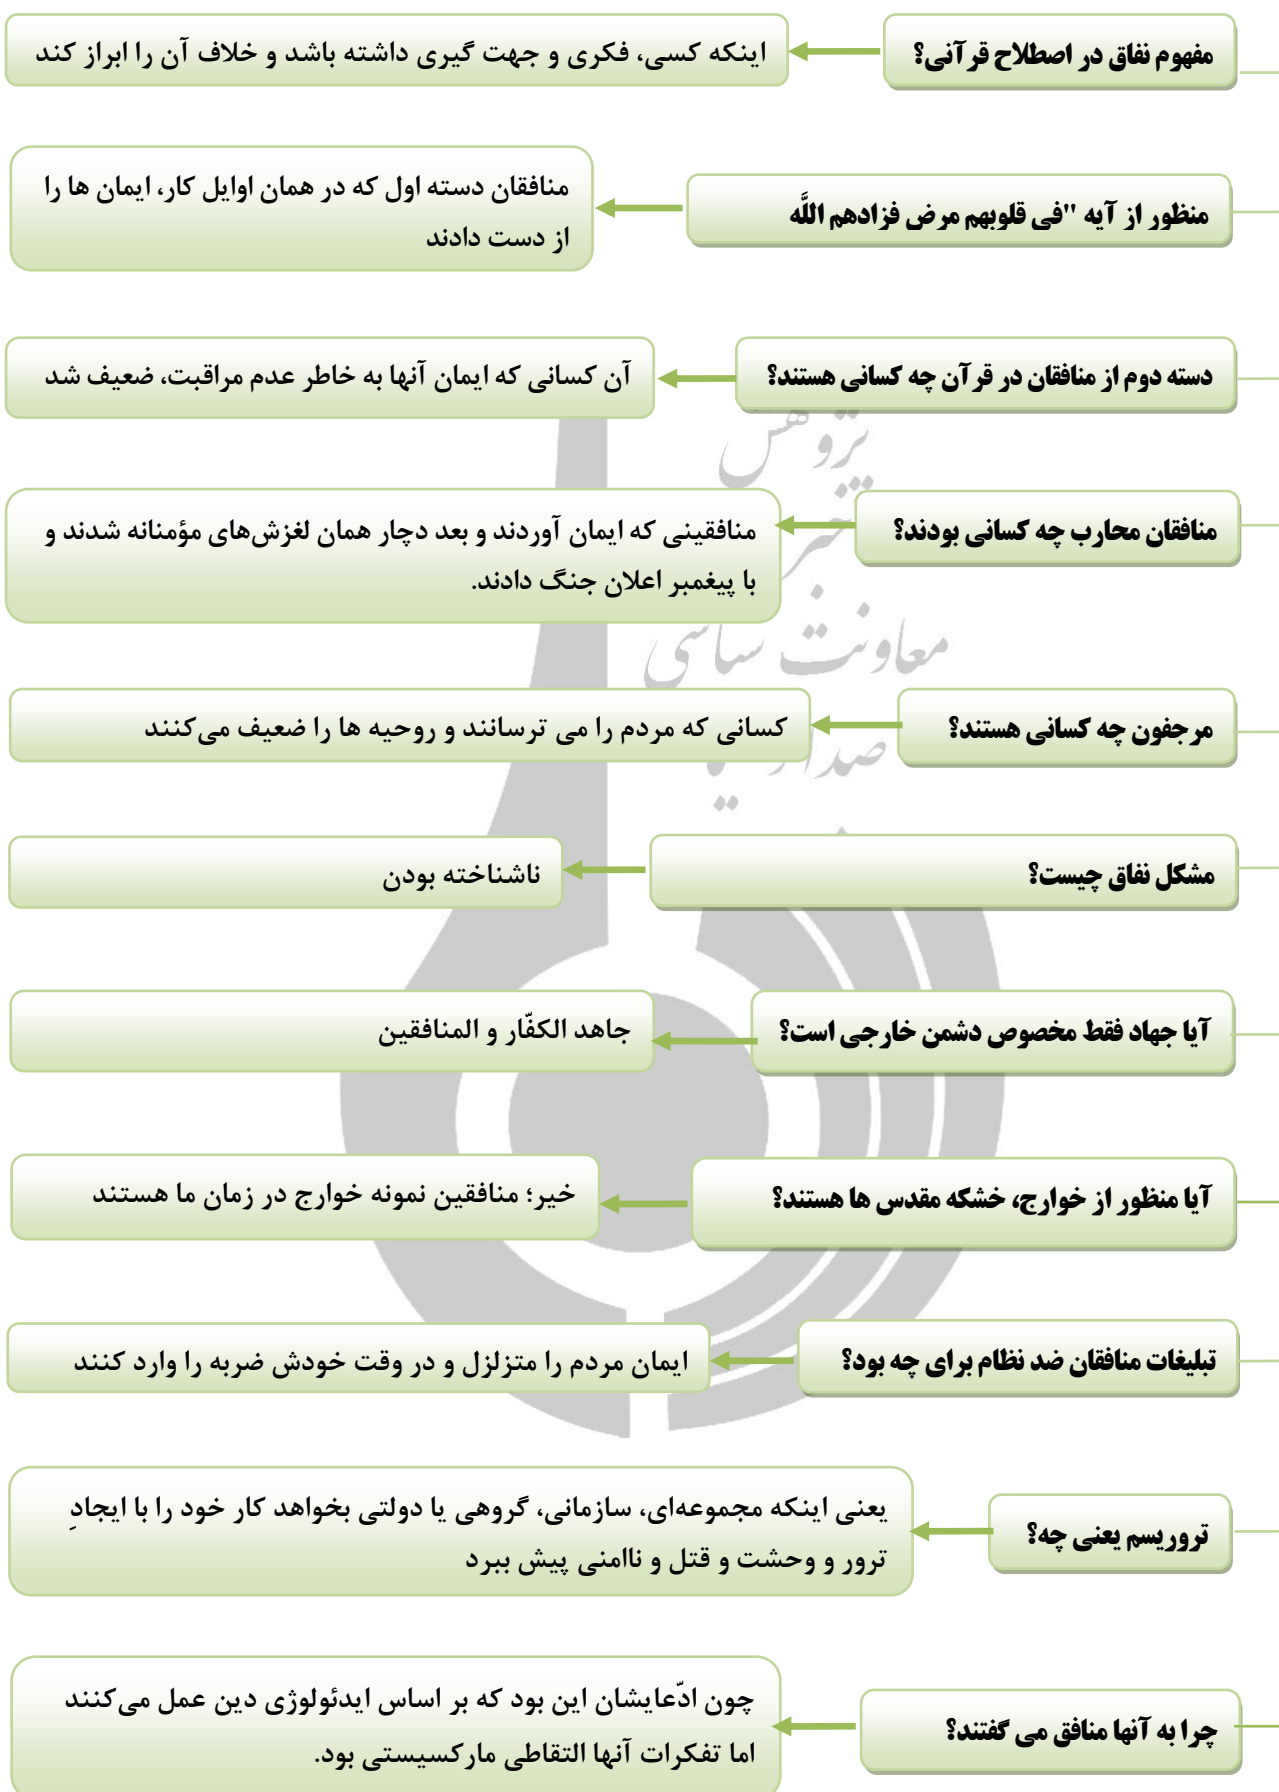 مفهوم نفاق در اصطلاح قرآنی؟
اینکه کسی، فکری و جهت گیری داشته باشد و خلاف آن را ابراز کند
منظور از آیه "فی قلوبهم مرض فزادهم اللَّه
منافقان دسته اول که در همان اوایل کار، ایمان ها را
از دست دادند
دسته دوم از منافقان در قرآن چه کسانی هستند؟
آن کسانی که ایمان آنها به خاطر عدم مراقبت، ضعیف شد
پژوهش
خبر
منافقان محارب چه کسانی بودند؟
منافقینی که ایمان آوردند و بعد دچار همان لغزش‌های مؤمنانه شدند و
با پیغمبر اعلان جنگ دادند.
معاونت سیاسی
مرجفون چه کسانی هستند؟
کسانی که مردم را می ترسانند و روحیه ها را ضعیف می‌کنند
مشکل نفاق چیست؟
ناشناخته بودن
آیا جهاد فقط مخصوص دشمن خارجی است؟
جاهد الکفّار و المنافقین
آیا منظور از خوارج، خشکه مقدس ها هستند؟
خیر؛ منافقین نمونه خوارج در زمان ما هستند
تبلیغات منافقان ضد نظام برای چه بود؟
ایمان مردم را متزلزل و در وقت خودش ضربه را وارد کنند
تروریسم یعنی چه؟
یعنی اینکه مجموعه‌ای، سازمانی، گروهی یا دولتی بخواهد کار خود را با ایجادِ
ترور و وحشت و قتل و ناامنی پیش ببرد
چرا به آنها منافق می گفتند؟
چون ادّعایشان این بود که بر اساس ایدئولوژی دین عمل می‌کنند
اما تفکرات آنها التقاطی مارکسیستی بود.